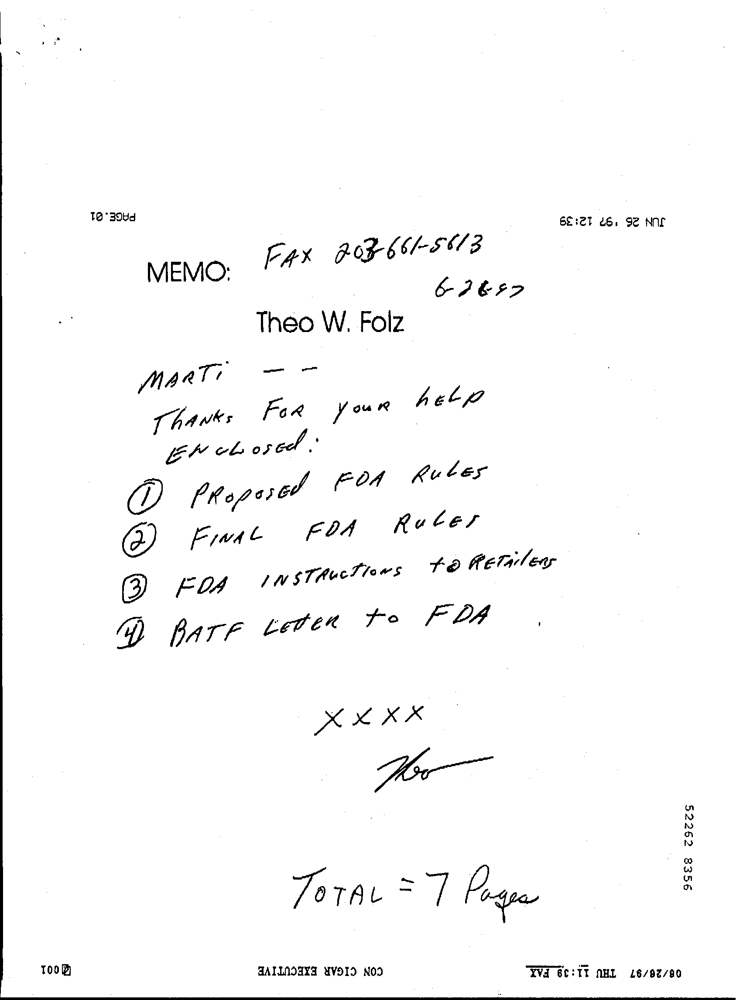 PAGE.01
JUN 26 '97 12:39
FAX 203-661-5613
MEMO:
6-26-97
Theo W. Folz
MARTi — —
THANKS FOR YOUR HELP
ENCLOSED:
① PROPOSED FDA RULES
② FINAL FDA RULES
③ FDA INSTRUCTIONS TO RETAILERS
④ BATF LETTER TO FDA
XXXX
Theo
TOTAL = 7 Pages
52262 8356
001
CON CIGAR EXECUTIVE
06/26/97 THU 11:39 FAX